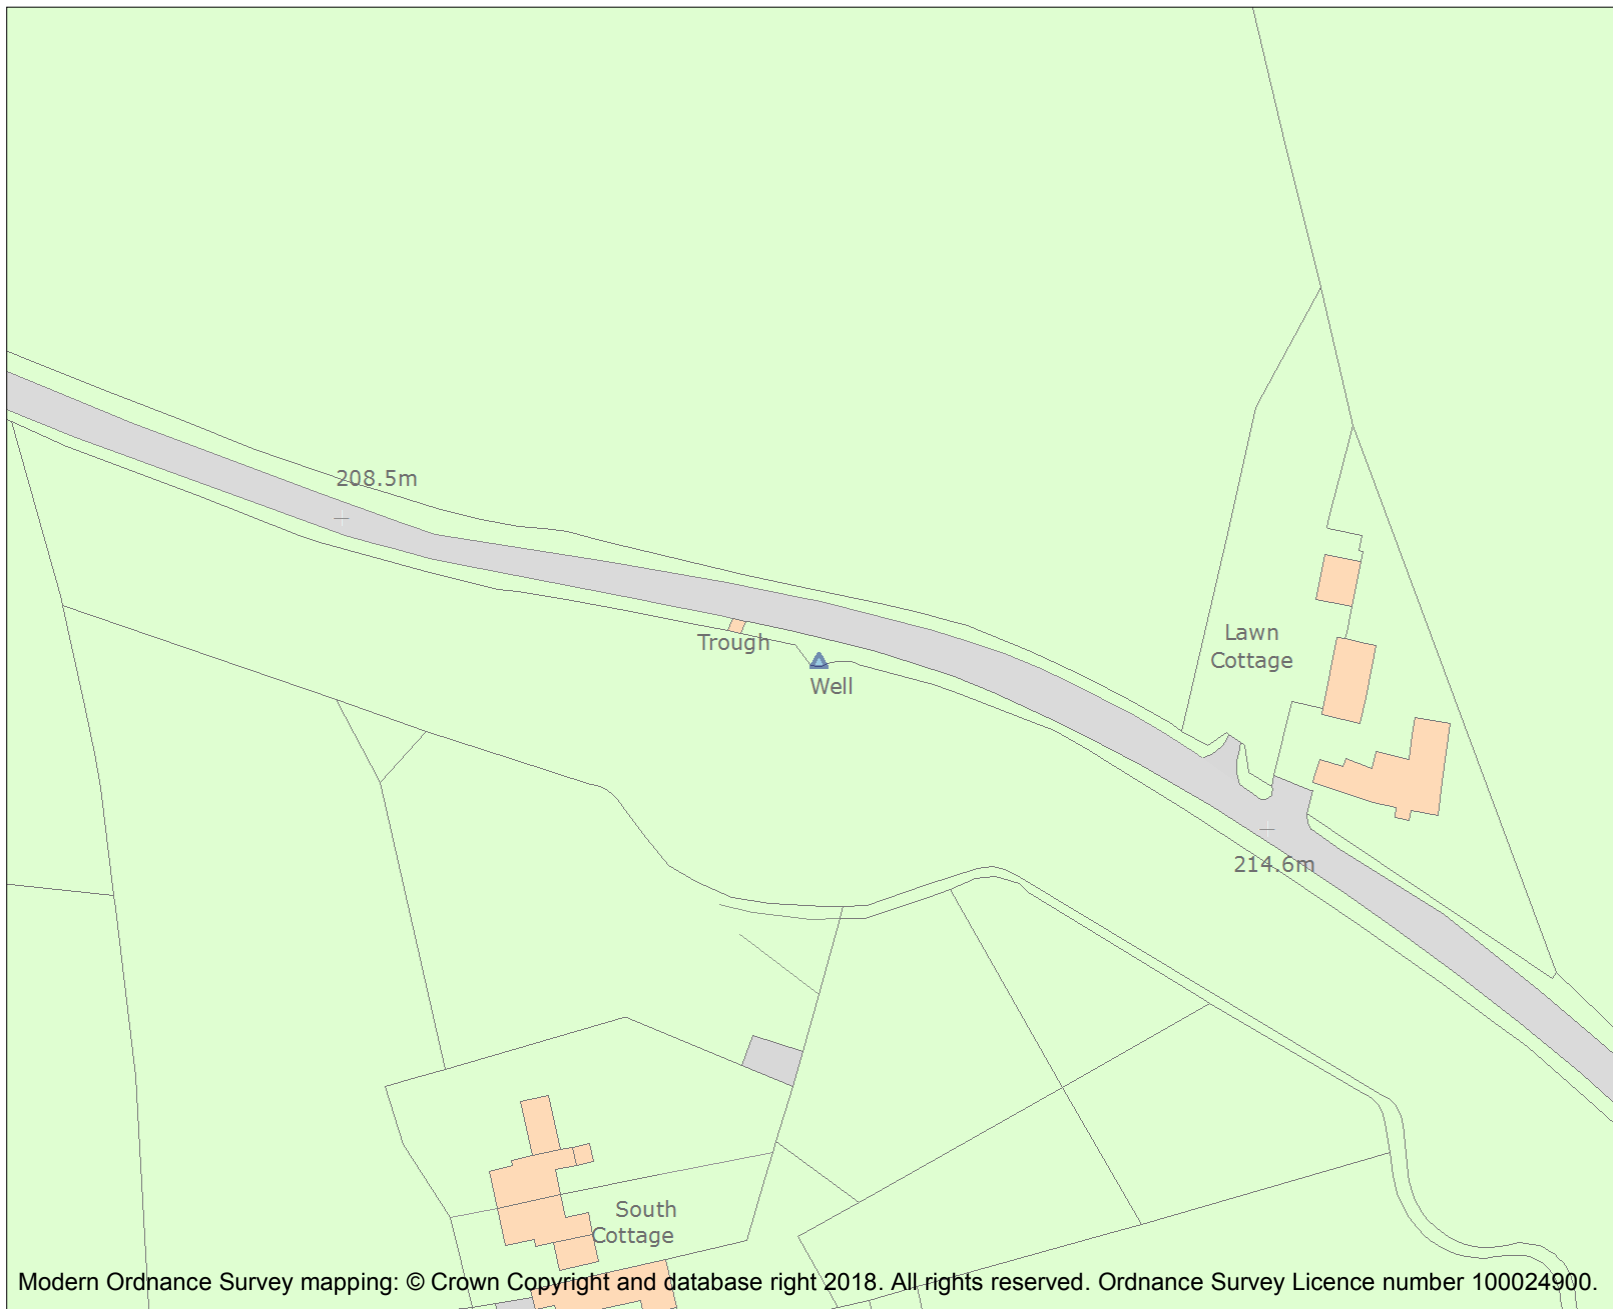 208.5m
Trough
Well
Lawn
Cottage
214.6m
South
Cottage
Modern Ordnance Survey mapping: © Crown Copyright and database right 2018. All rights reserved. Ordnance Survey Licence number 100024900.